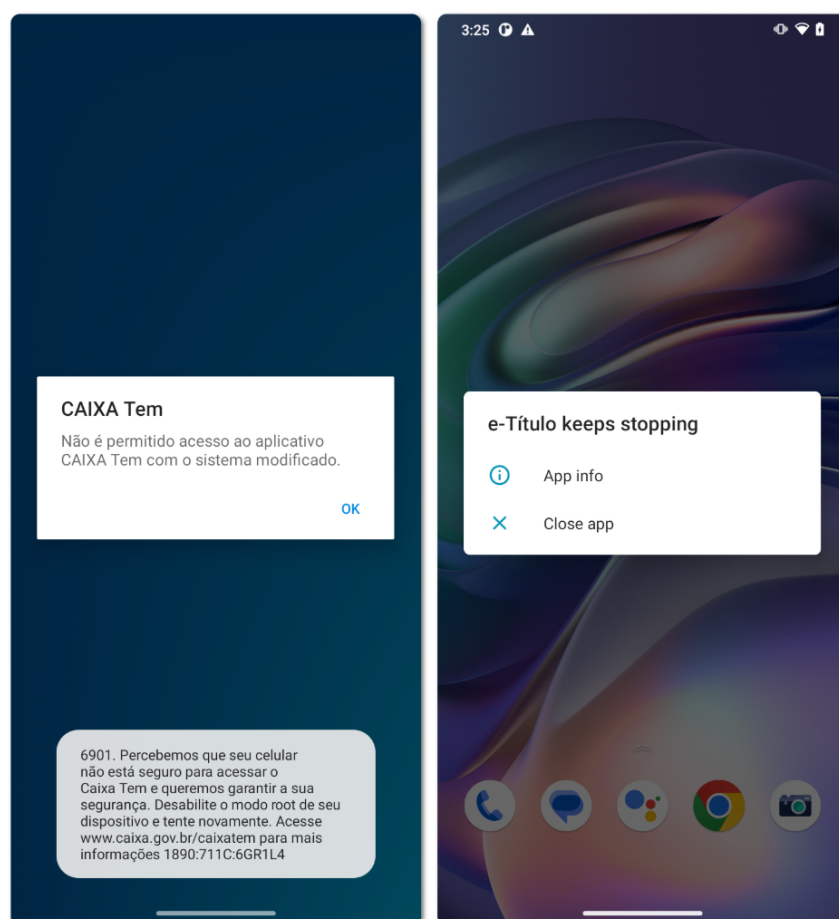 CAIXA Tem
Não é permitido acesso ao aplicativo
CAIXA Tem com o sistema modificado.
OK
6901. Percebemos que seu celular
não está seguro para acessar o
Caixa Tem e queremos garantir a sua
segurança. Desabilite o modo root de seu
dispositivo e tente novamente. Acesse
www.caixa.gov.br/caixatem para mais
informações 1890:711C:6GR1L4
3:25
e-Título keeps stopping
App info
Close app